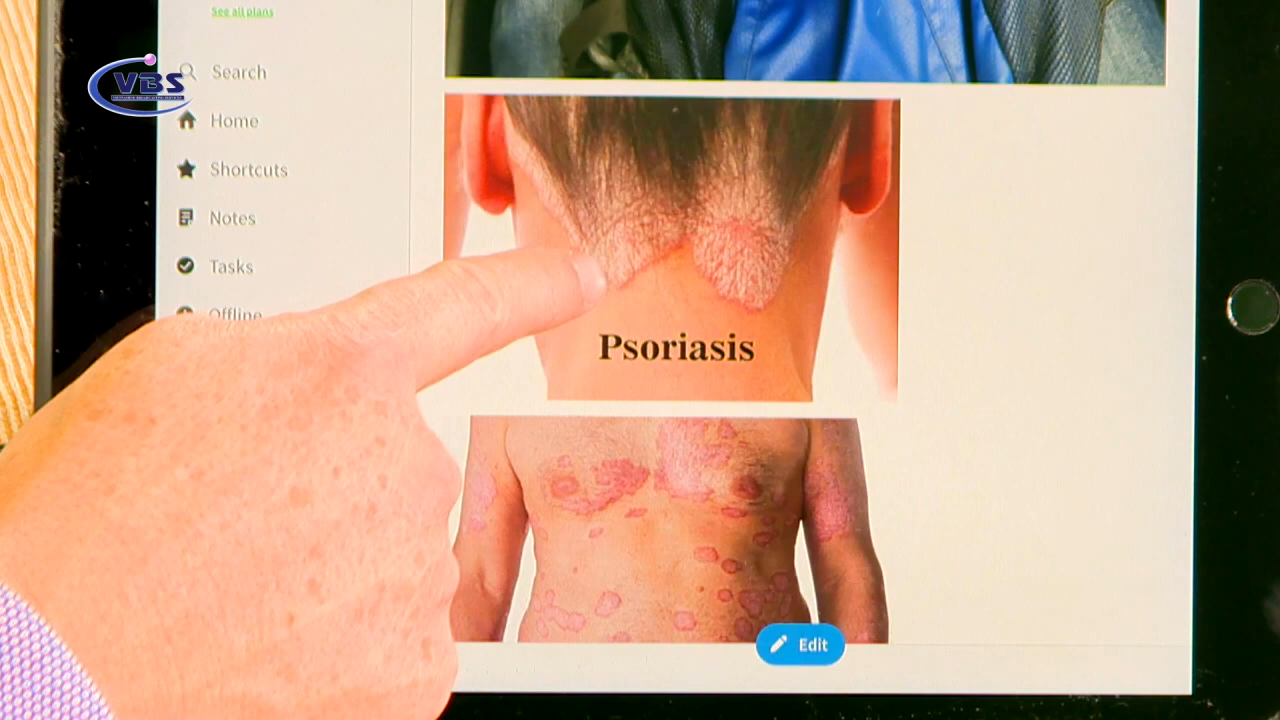 See all plans
VBS
Search
Home
Shortcuts
Notes
Tasks
Offline
Psoriasis
Edit